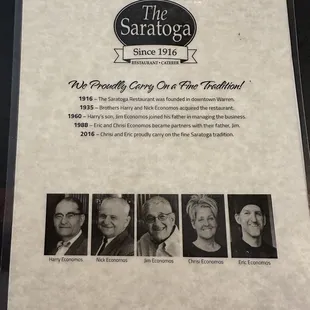 The
Saratoga
Since 1916
RESTAURANT • CATERER
We Proudly Carry On a Fine Tradition!
1916 – The Saratoga Restaurant was founded in downtown Warren.
1935 – Brothers Harry and Nick Economos acquired the restaurant.
1960 – Harry's son, Jim Economos joined his father in managing the business.
1988 – Eric and Chrisi Economos became partners with their father, Jim.
2016 – Chrisi and Eric proudly carry on the fine Saratoga tradition.
Harry Economos Nick Economos Jim Economos Chrisi Economos Eric Economos